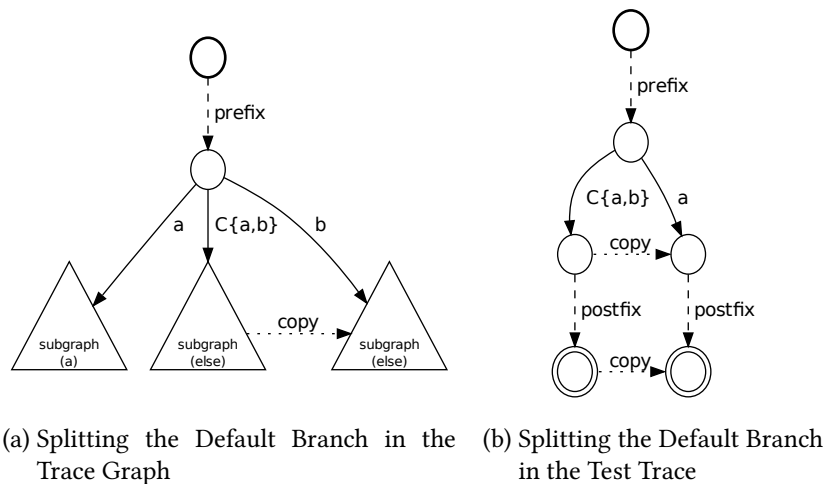 prefix
a
C{a,b}
b
copy
subgraph
(a)
subgraph
(else)
subgraph
(else)
prefix
C{a,b}
a
copy
postfix
postfix
copy
(a) Splitting the Default Branch in the
Trace Graph
(b) Splitting the Default Branch
in the Test Trace